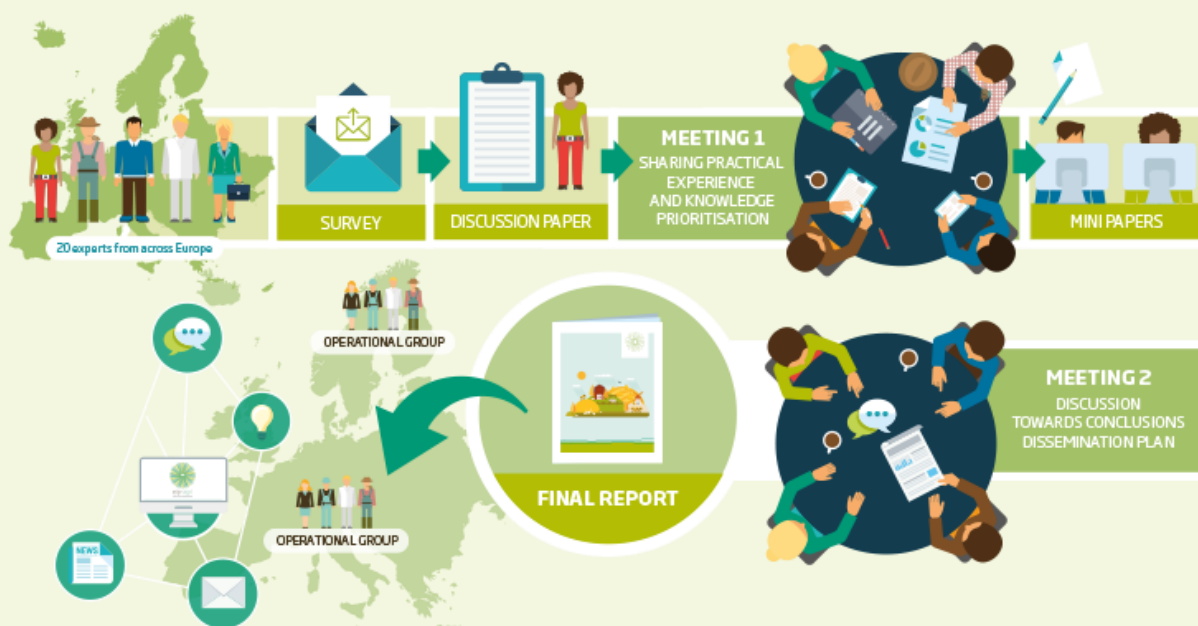 20 experts from across Europe
SURVEY
DISCUSSION PAPER
MEETING 1
SHARING PRACTICAL
EXPERIENCE
AND KNOWLEDGE
PRIORITISATION
MINI PAPERS
MEETING 2
DISCUSSION
TOWARDS CONCLUSIONS
DISSEMINATION PLAN
FINAL REPORT
OPERATIONAL GROUP
OPERATIONAL GROUP
NEWS